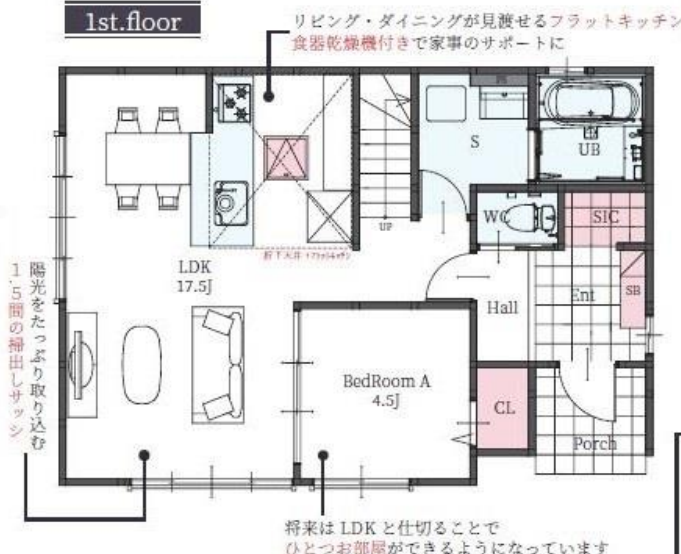 1st.floor
リビング・ダイニングが見渡せるフラットキッチン
食器乾燥機付きで家事のサポートに
S
UB
WC
SIC
UP
LDK
17.5J
Hall
Ent
SB
BedRoom A
4.5J
CL
Porch
陽光をたっぷり取り込む
1.5間の掃出しサッシ
将来は LDK と仕切ることで
ひとつお部屋ができるようになっています